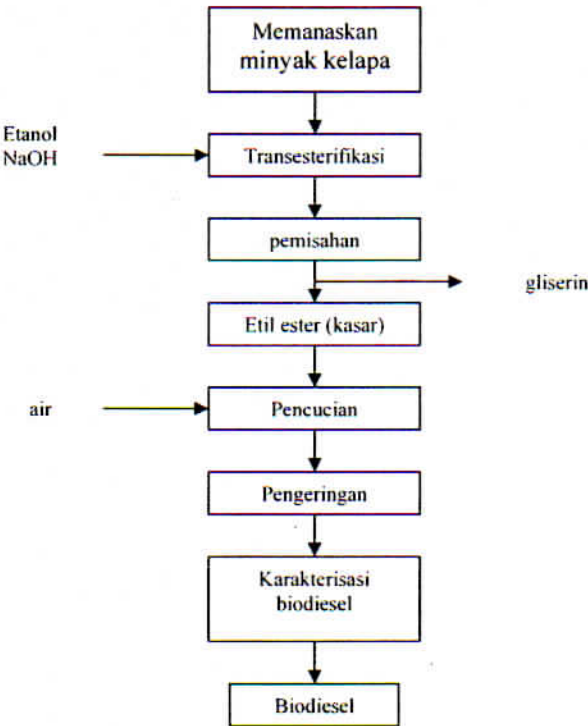 Memanaskan
minyak kelapa
Etanol
NaOH
Transesterifikasi
pemisahan
gliserin
Etil ester (kasar)
air
Pencucian
Pengeringan
Karakterisasi
biodiesel
Biodiesel